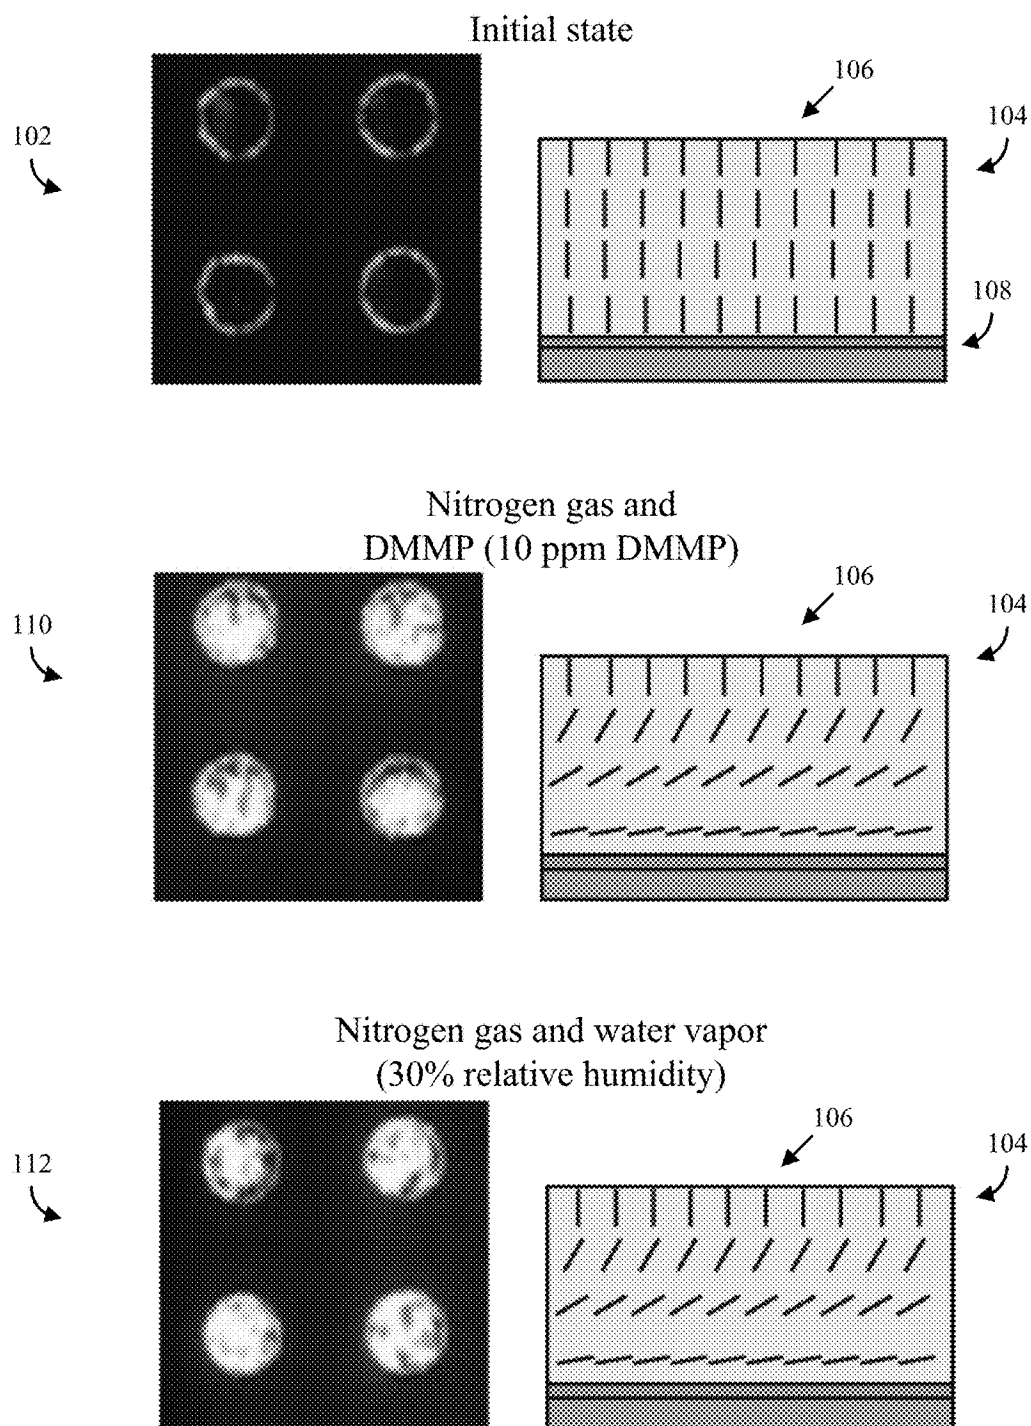 Initial state
106
104
102
108
Nitrogen gas and
DMMP (10 ppm DMMP)
106
104
110
Nitrogen gas and water vapor
(30% relative humidity)
106
104
112